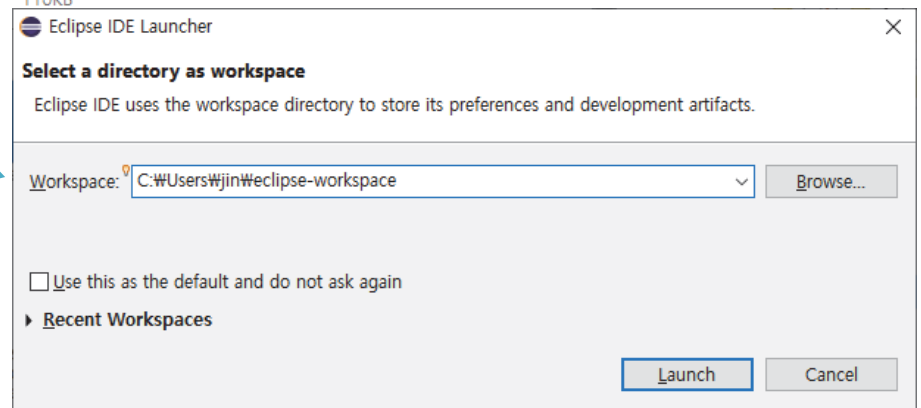 Eclipse IDE Launcher
Select a directory as workspace
Eclipse IDE uses the workspace directory to store its preferences and development artifacts.
Workspace: C:₩Users₩jin₩eclipse-workspace Browse...
Use this as the default and do not ask again
Recent Workspaces
Launch Cancel